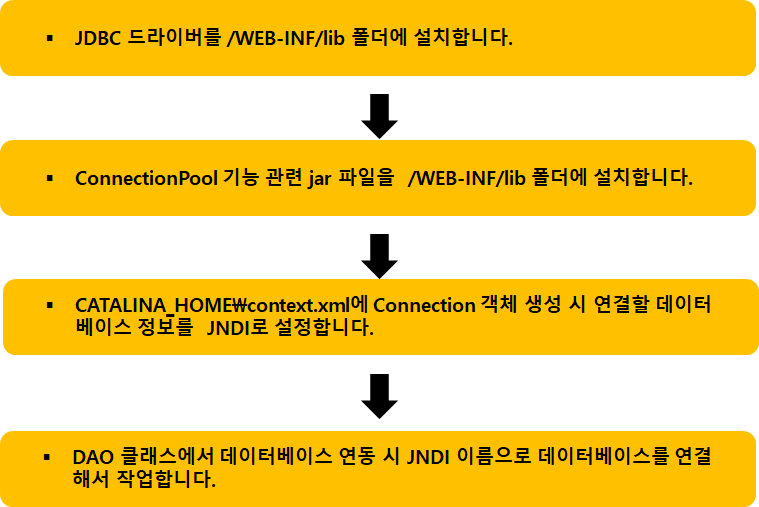 ▪ JDBC 드라이버를 /WEB-INF/lib 폴더에 설치합니다.
▪ ConnectionPool 기능 관련 jar 파일을 /WEB-INF/lib 폴더에 설치합니다.
▪ CATALINA_HOME₩context.xml에 Connection 객체 생성 시 연결할 데이터
베이스 정보를 JNDI로 설정합니다.
▪ DAO 클래스에서 데이터베이스 연동 시 JNDI 이름으로 데이터베이스를 연결
해서 작업합니다.